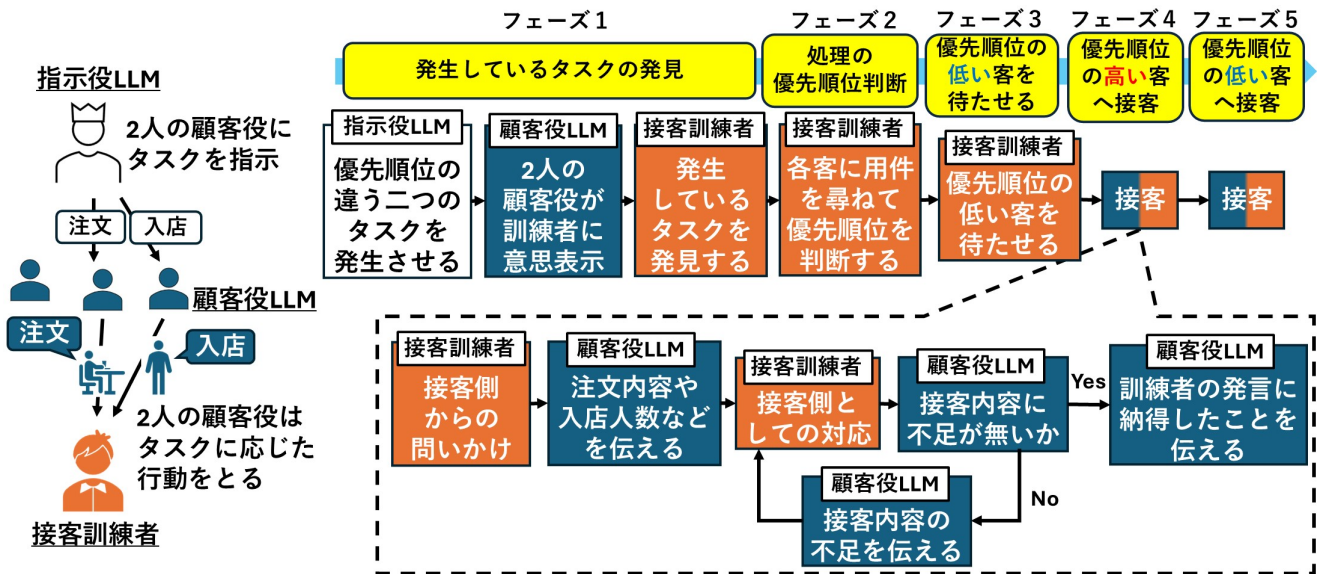 指示役LLM
2人の顧客役に
タスクを指示
注文
入店
顧客役LLM
注文
入店
2人の顧客役は
タスクに応じた
行動をとる
接客訓練者
フェーズ1
フェーズ2
フェーズ3
フェーズ4
フェーズ5
発生しているタスクの発見
処理の
優先順位判断
優先順位の
低い客を
待たせる
優先順位
の高い客
へ接客
優先順位
の低い客
へ接客
指示役LLM
優先順位の
違う二つの
タスクを
発生させる
顧客役LLM
2人の
顧客役が
訓練者に
意思表示
接客訓練者
発生
している
タスクを
発見する
接客訓練者
各客に用件
を尋ねて
優先順位を
判断する
接客訓練者
優先順位の
低い客を
待たせる
接客
接客
接客訓練者
接客側
からの
問いかけ
顧客役LLM
注文内容や
入店人数など
を伝える
接客訓練者
接客側と
しての対応
顧客役LLM
接客内容に
不足が無いか
Yes
顧客役LLM
訓練者の発言に
納得したことを
伝える
No
顧客役LLM
接客内容の
不足を伝える